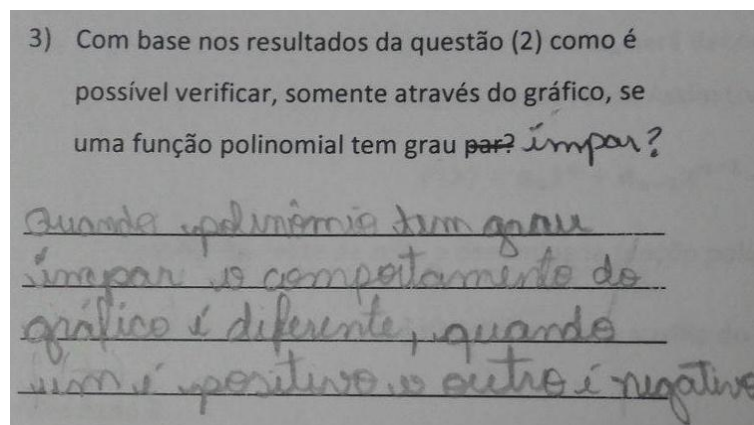 3) Com base nos resultados da questão (2) como é
possível verificar, somente através do gráfico, se
uma função polinomial tem grau par? ímpar?
Quando polinômio tem grau
ímpar o comportamento do
gráfico é diferente, quando
um é positivo o outro é negativo